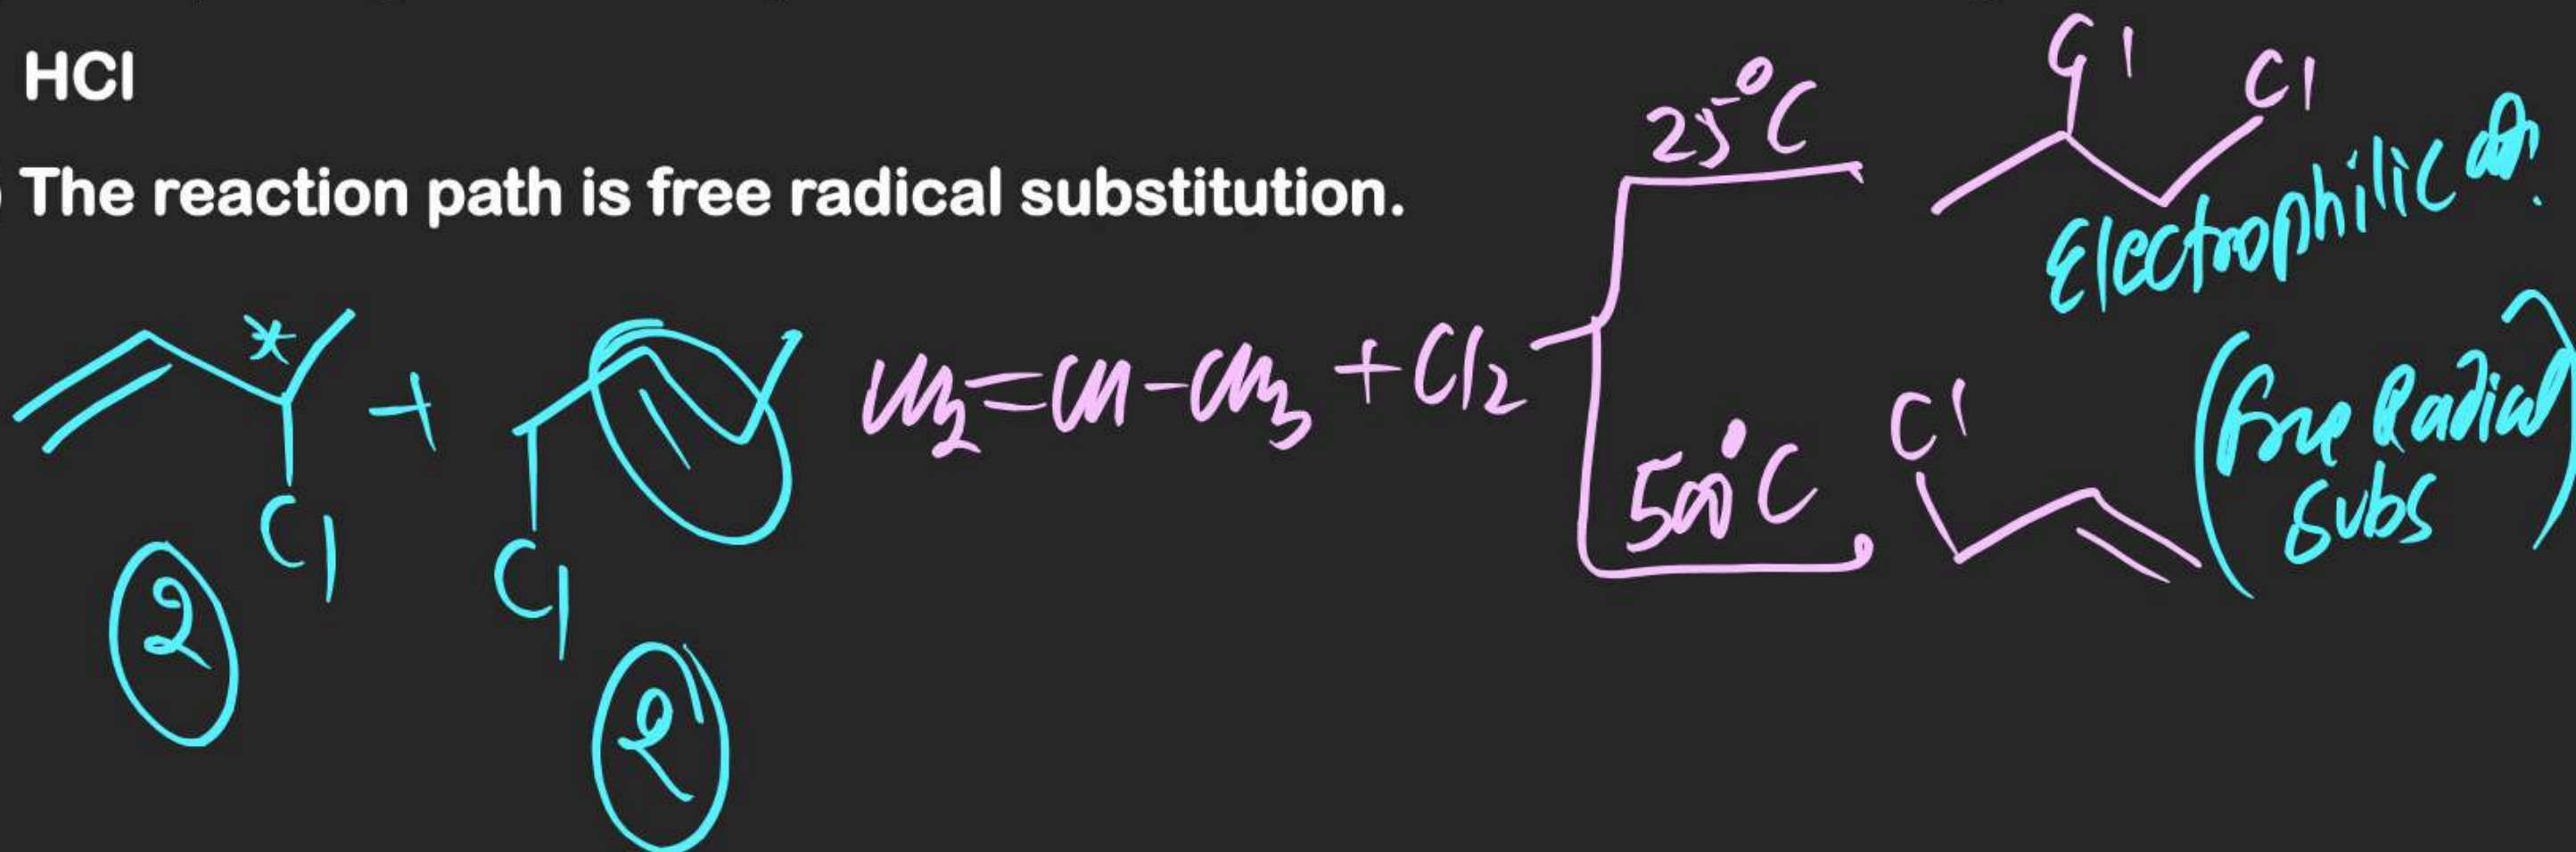 HCl
The reaction path is free radical substitution.
25°C
Cl
Cl
Electrophilic
CH2=CH-CH3 + Cl2
500°C
Cl
(Free Radical
Subs)
*
+
Cl
Cl
2
2